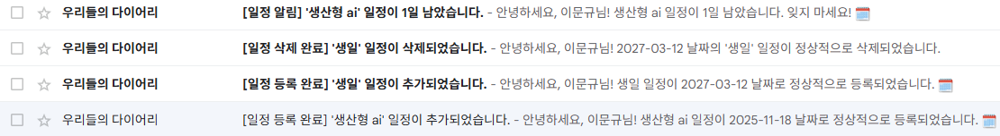 우리들의 다이어리 [일정 알림] '생산형 ai' 일정이 1일 남았습니다. - 안녕하세요, 이문규님! 생산형 ai 일정이 1일 남았습니다. 잊지 마세요! 🗓️
우리들의 다이어리 [일정 삭제 완료] '생일' 일정이 삭제되었습니다. - 안녕하세요, 이문규님! 2027-03-12 날짜의 '생일' 일정이 정상적으로 삭제되었습니다.
우리들의 다이어리 [일정 등록 완료] '생일' 일정이 추가되었습니다. - 안녕하세요, 이문규님! 생일 일정이 2027-03-12 날짜로 정상적으로 등록되었습니다. 🗓️
우리들의 다이어리 [일정 등록 완료] '생산형 ai' 일정이 추가되었습니다. - 안녕하세요, 이문규님! 생산형 ai 일정이 2025-11-18 날짜로 정상적으로 등록되었습니다. 🗓️